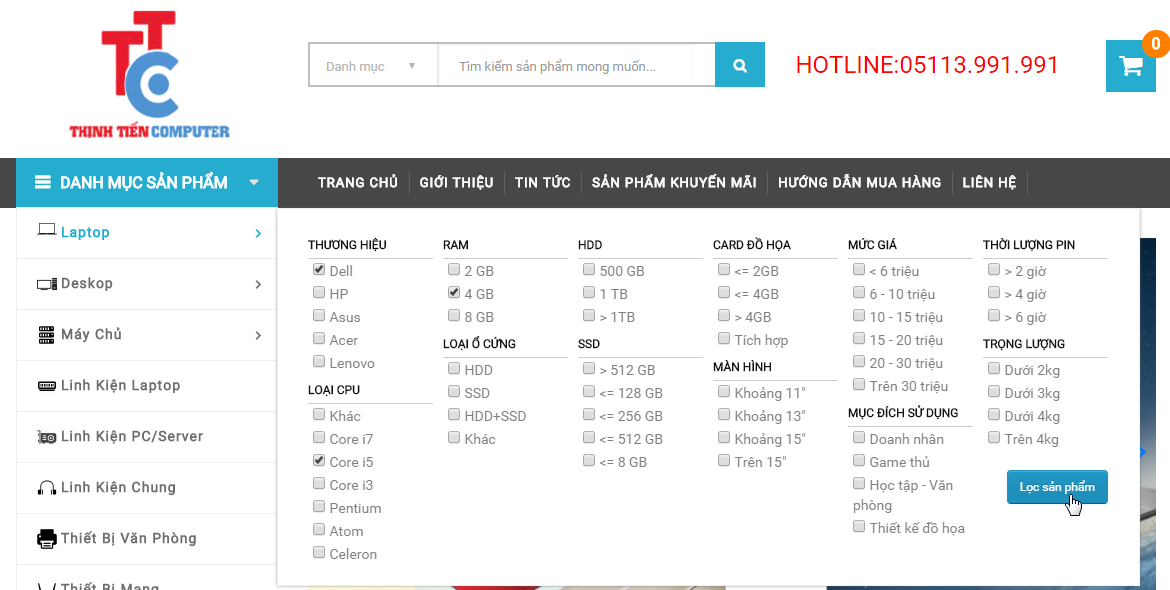 TTC
THỊNH TIẾN COMPUTER
Danh mục
Tìm kiếm sản phẩm mong muốn...
HOTLINE:05113.991.991
0
DANH MỤC SẢN PHẨM
TRANG CHỦ
GIỚI THIỆU
TIN TỨC
SẢN PHẨM KHUYẾN MÃI
HƯỚNG DẪN MUA HÀNG
LIÊN HỆ
Laptop
Deskop
Máy Chủ
Linh Kiện Laptop
Linh Kiện PC/Server
Linh Kiện Chung
Thiết Bị Văn Phòng
Thiết Bị Mạng
THƯƠNG HIỆU
Dell
HP
Asus
Acer
Lenovo
LOẠI CPU
Khác
Core i7
Core i5
Core i3
Pentium
Atom
Celeron
RAM
2 GB
4 GB
8 GB
LOẠI Ổ CỨNG
HDD
SSD
HDD+SSD
Khác
HDD
500 GB
1 TB
> 1TB
SSD
> 512 GB
<= 128 GB
<= 256 GB
<= 512 GB
<= 8 GB
CARD ĐỒ HỌA
<= 2GB
<= 4GB
> 4GB
Tích hợp
MÀN HÌNH
Khoảng 11"
Khoảng 13"
Khoảng 15"
Trên 15"
MỨC GIÁ
< 6 triệu
6 - 10 triệu
10 - 15 triệu
15 - 20 triệu
20 - 30 triệu
Trên 30 triệu
MỤC ĐÍCH SỬ DỤNG
Doanh nhân
Game thủ
Học tập - Văn
phòng
Thiết kế đồ họa
THỜI LƯỢNG PIN
> 2 giờ
> 4 giờ
> 6 giờ
TRỌNG LƯỢNG
Dưới 2kg
Dưới 3kg
Dưới 4kg
Trên 4kg
Lọc sản phẩm